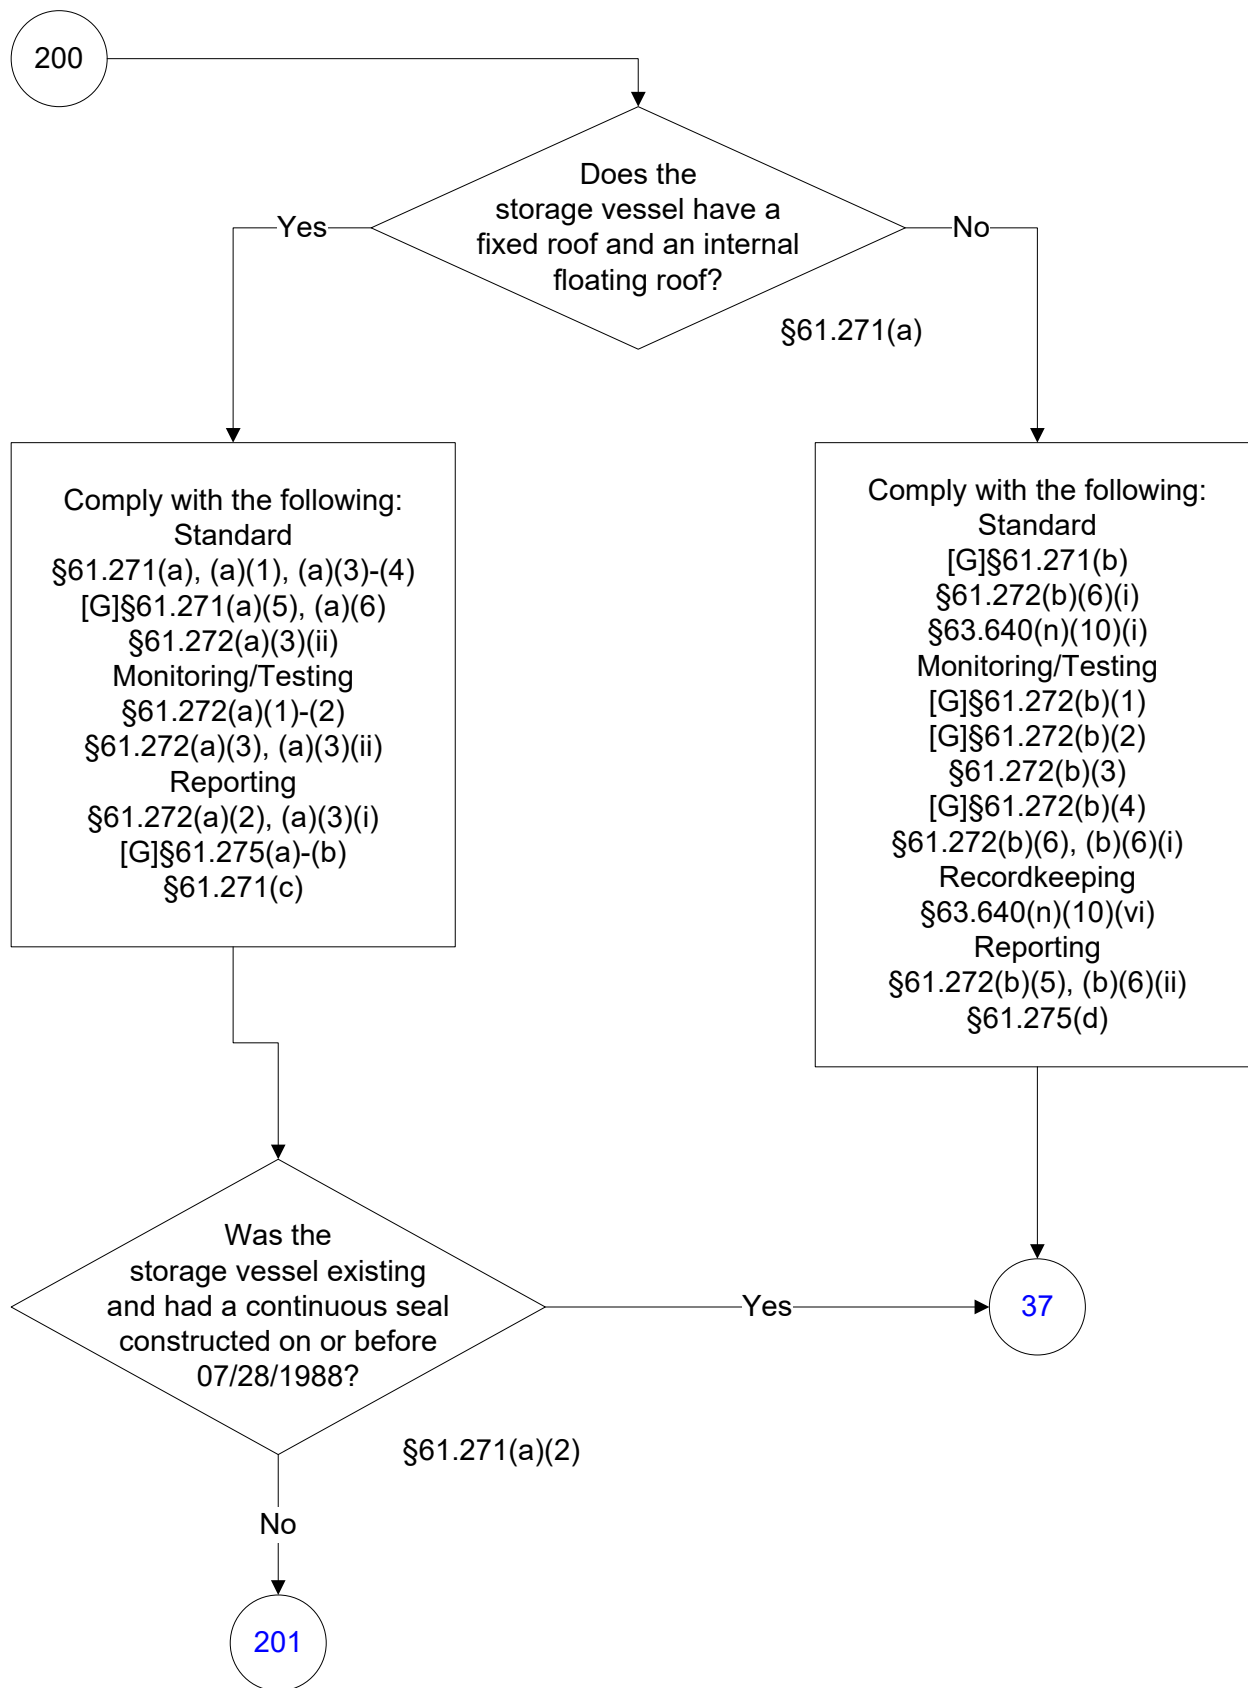 200
Does the
storage vessel have a
fixed roof and an internal
floating roof?
Yes
No
§61.271(a)
Comply with the following:
Standard
§61.271(a), (a)(1), (a)(3)-(4)
[G]§61.271(a)(5), (a)(6)
§61.272(a)(3)(ii)
Monitoring/Testing
§61.272(a)(1)-(2)
§61.272(a)(3), (a)(3)(ii)
Reporting
§61.272(a)(2), (a)(3)(i)
[G]§61.275(a)-(b)
§61.271(c)
Comply with the following:
Standard
[G]§61.271(b)
§61.272(b)(6)(i)
§63.640(n)(10)(i)
Monitoring/Testing
[G]§61.272(b)(1)
[G]§61.272(b)(2)
§61.272(b)(3)
[G]§61.272(b)(4)
§61.272(b)(6), (b)(6)(i)
Recordkeeping
§63.640(n)(10)(vi)
Reporting
§61.272(b)(5), (b)(6)(ii)
§61.275(d)
Was the
storage vessel existing
and had a continuous seal
constructed on or before
07/28/1988?
Yes
37
§61.271(a)(2)
No
201